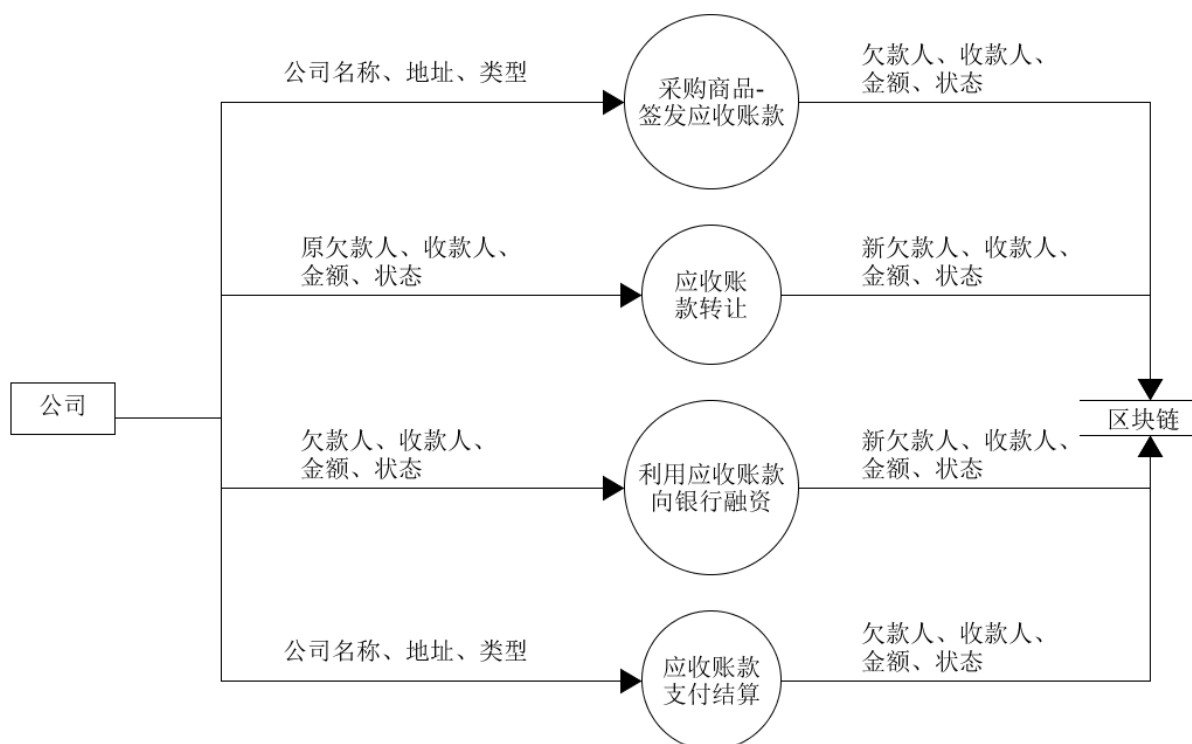 公司名称、地址、类型
采购商品-
签发应收账款
欠款人、收款人、
金额、状态
原欠款人、收款人、
金额、状态
应收账
款转让
新欠款人、收款人、
金额、状态
公司
区块链
欠款人、收款人、
金额、状态
利用应收账款
向银行融资
新欠款人、收款人、
金额、状态
公司名称、地址、类型
应收账款
支付结算
欠款人、收款人、
金额、状态